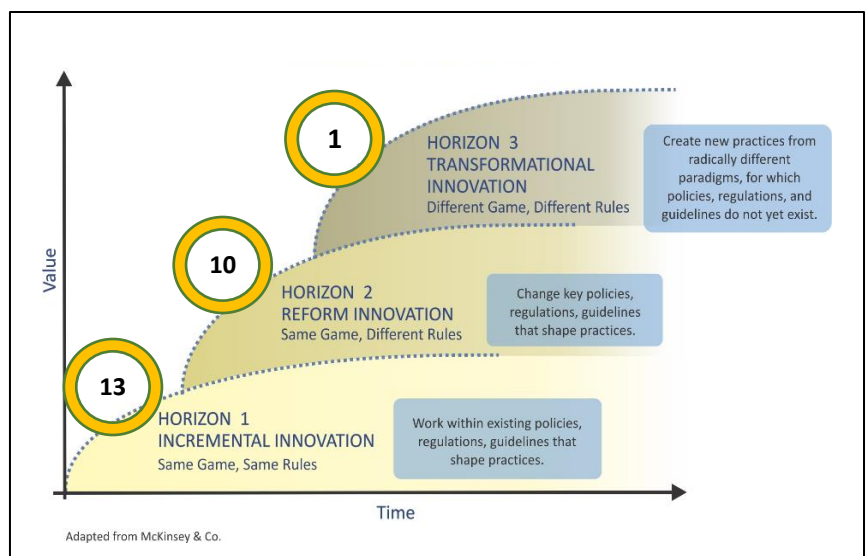 1
HORIZON 3
TRANSFORMATIONAL
INNOVATION
Different Game, Different Rules
Create new practices from
radically different
paradigms, for which
policies, regulations, and
guidelines do not yet exist.
10
HORIZON 2
REFORM INNOVATION
Same Game, Different Rules
Change key policies,
regulations, guidelines
that shape practices.
13
HORIZON 1
INCREMENTAL INNOVATION
Same Game, Same Rules
Work within existing policies,
regulations, guidelines that
shape practices.
Value
Time
Adapted from McKinsey & Co.